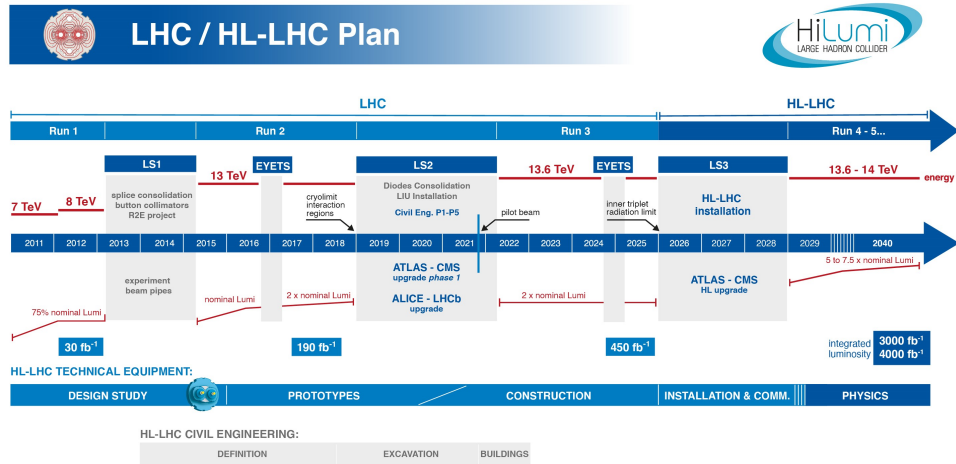 LHC / HL-LHC Plan
HiLumi
LARGE HADRON COLLIDER
LHC
HL-LHC
Run 1
Run 2
Run 3
Run 4 - 5...
LS1
EYETS
LS2
EYETS
LS3
13 TeV
13.6 TeV
13.6 - 14 TeV
energy
7 TeV
8 TeV
splice consolidation
button collimators
R2E project
cryolimit
interaction
regions
Diodes Consolidation
LIU Installation
Civil Eng. P1-P5
pilot beam
inner triplet
radiation limit
HL-LHC
installation
2011
2012
2013
2014
2015
2016
2017
2018
2019
2020
2021
2022
2023
2024
2025
2026
2027
2028
2029
2040
experiment
beam pipes
ATLAS - CMS
upgrade phase 1
ALICE - LHCb
upgrade
ATLAS - CMS
HL upgrade
5 to 7.5 x nominal Lumi
75% nominal Lumi
nominal Lumi
2 x nominal Lumi
2 x nominal Lumi
30 fb-1
190 fb-1
450 fb-1
integrated
luminosity
3000 fb-1
4000 fb-1
HL-LHC TECHNICAL EQUIPMENT:
DESIGN STUDY
PROTOTYPES
CONSTRUCTION
INSTALLATION & COMM.
PHYSICS
HL-LHC CIVIL ENGINEERING:
DEFINITION
EXCAVATION
BUILDINGS